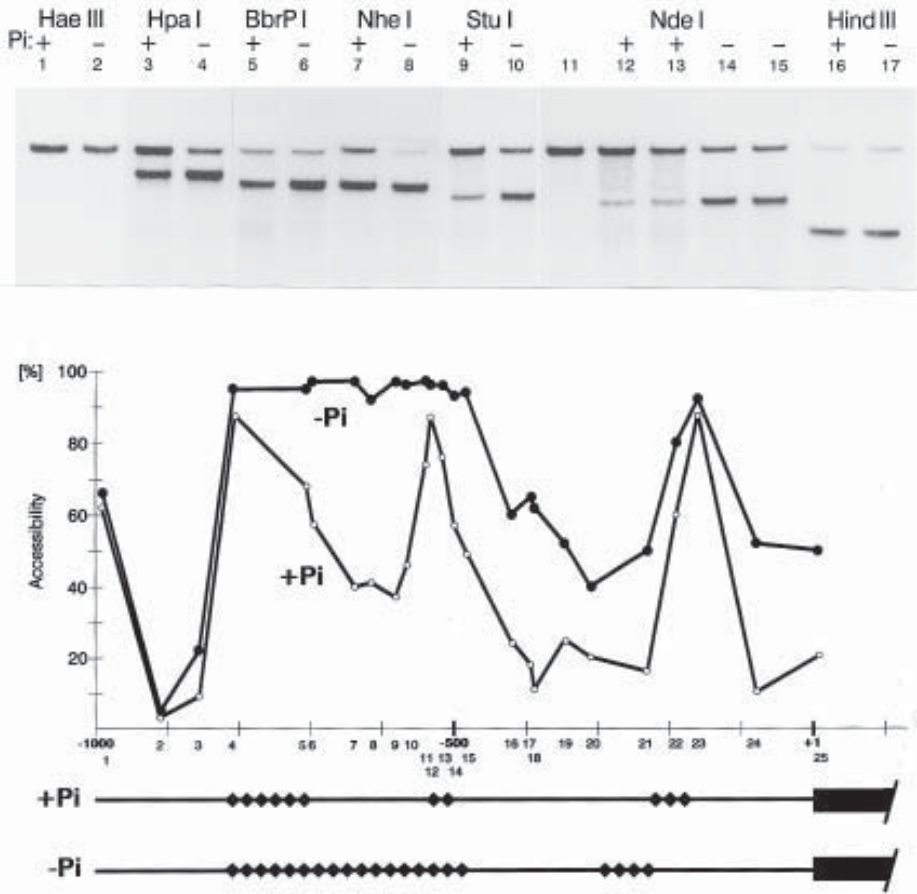 Hae III Hpa I BbrP I Nhe I Stu I Nde I Hind III
Pi: + − + − + − + − + − + + − − + −
1 2 3 4 5 6 7 8 9 10 11 12 13 14 15 16 17
[%] 100
80
60
40
20
Accessibility
-Pi
+Pi
-1000 2 3 4 5 6 7 8 9 10 -500 16 17 19 20 21 22 23 24 +1
1 11 13 15 18 25
12 14
+Pi
-Pi